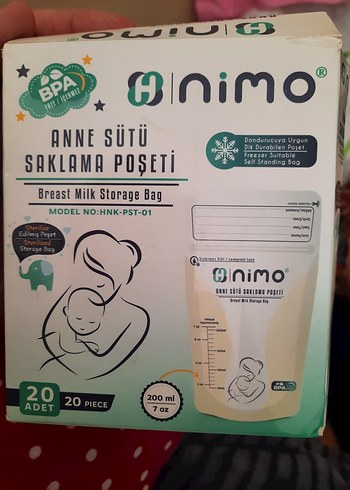 BPA
H nimo®
ANNE SÜTÜ
SAKLAMA POŞETİ
Breast Milk Storage Bag
MODEL NO:HNK-PST-01
Dondurucuya Uygun
Dik Durabilen Poşet
Freezer Suitable
Self Standing Bag
Sterilize
Edilmiş Poşet
Sterilized
Storage Bag
H nimo®
ANNE SÜTÜ SAKLAMA POŞETİ
Breast Milk Storage Bag
BPA
20
ADET
20 PIECE
200 ml
7 oz